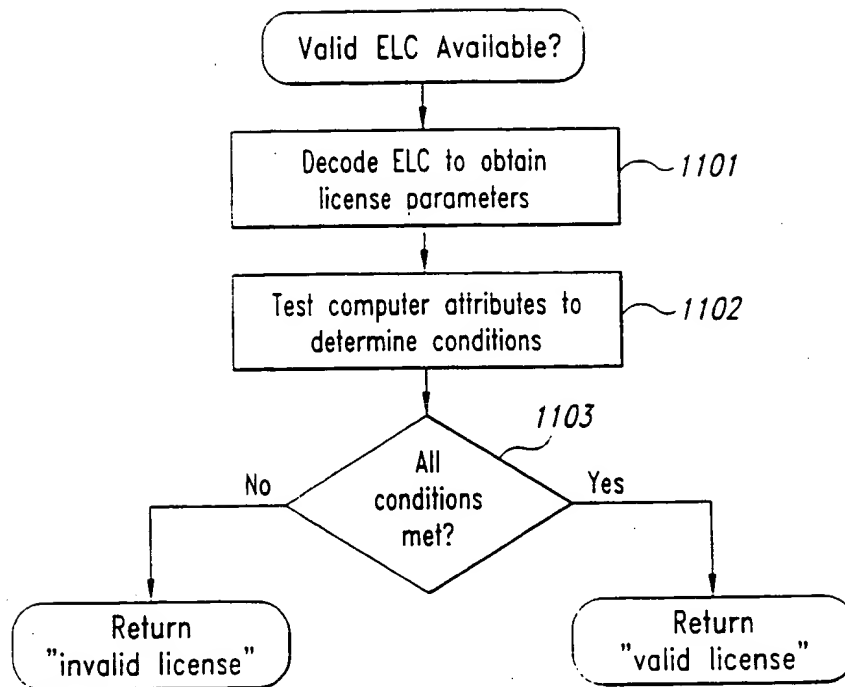 Valid ELC Available?
Decode ELC to obtain
license parameters
1101
Test computer attributes to
determine conditions
1102
1103
All
conditions
met?
No
Yes
Return
"invalid license"
Return
"valid license"